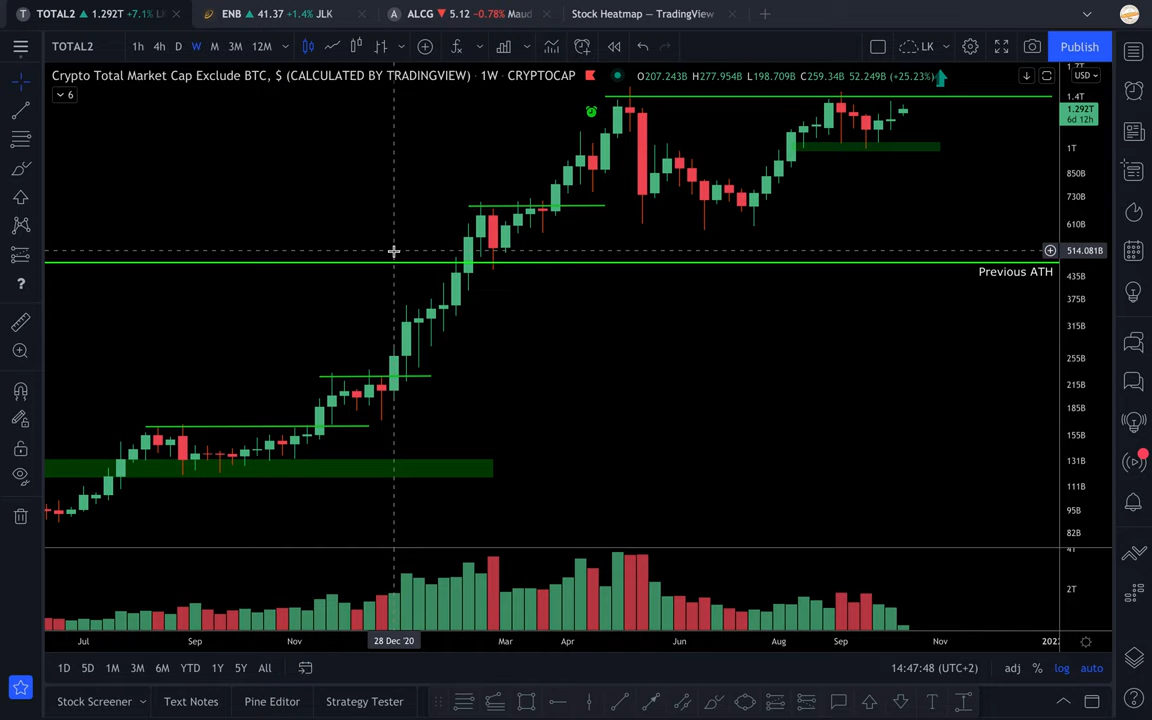 TOTAL2 ▲ 1.292T +7.1% L
ENB ▲ 41.37 +1.4% JLK
A ALCG ▼ 5.12 −0.78% Maud
Stock Heatmap — TradingView
TOTAL2 1h 4h D W M 3M 12M
LK
Publish
Crypto Total Market Cap Exclude BTC, $ (CALCULATED BY TRADINGVIEW) · 1W · CRYPTOCAP
O207.243B H277.954B L198.709B C259.34B 52.249B (+25.23%)
USD
6
1.7T
1.4T
1.292T
6d 12h
1T
850B
730B
610B
514.081B
Previous ATH
435B
375B
315B
255B
215B
185B
155B
131B
111B
95B
82B
4T
2T
Jul Sep Nov 28 Dec '20 Mar Apr Jun Aug Sep Nov 202
1D 5D 1M 3M 6M YTD 1Y 5Y All
14:47:48 (UTC+2) adj % log auto
Stock Screener Text Notes Pine Editor Strategy Tester